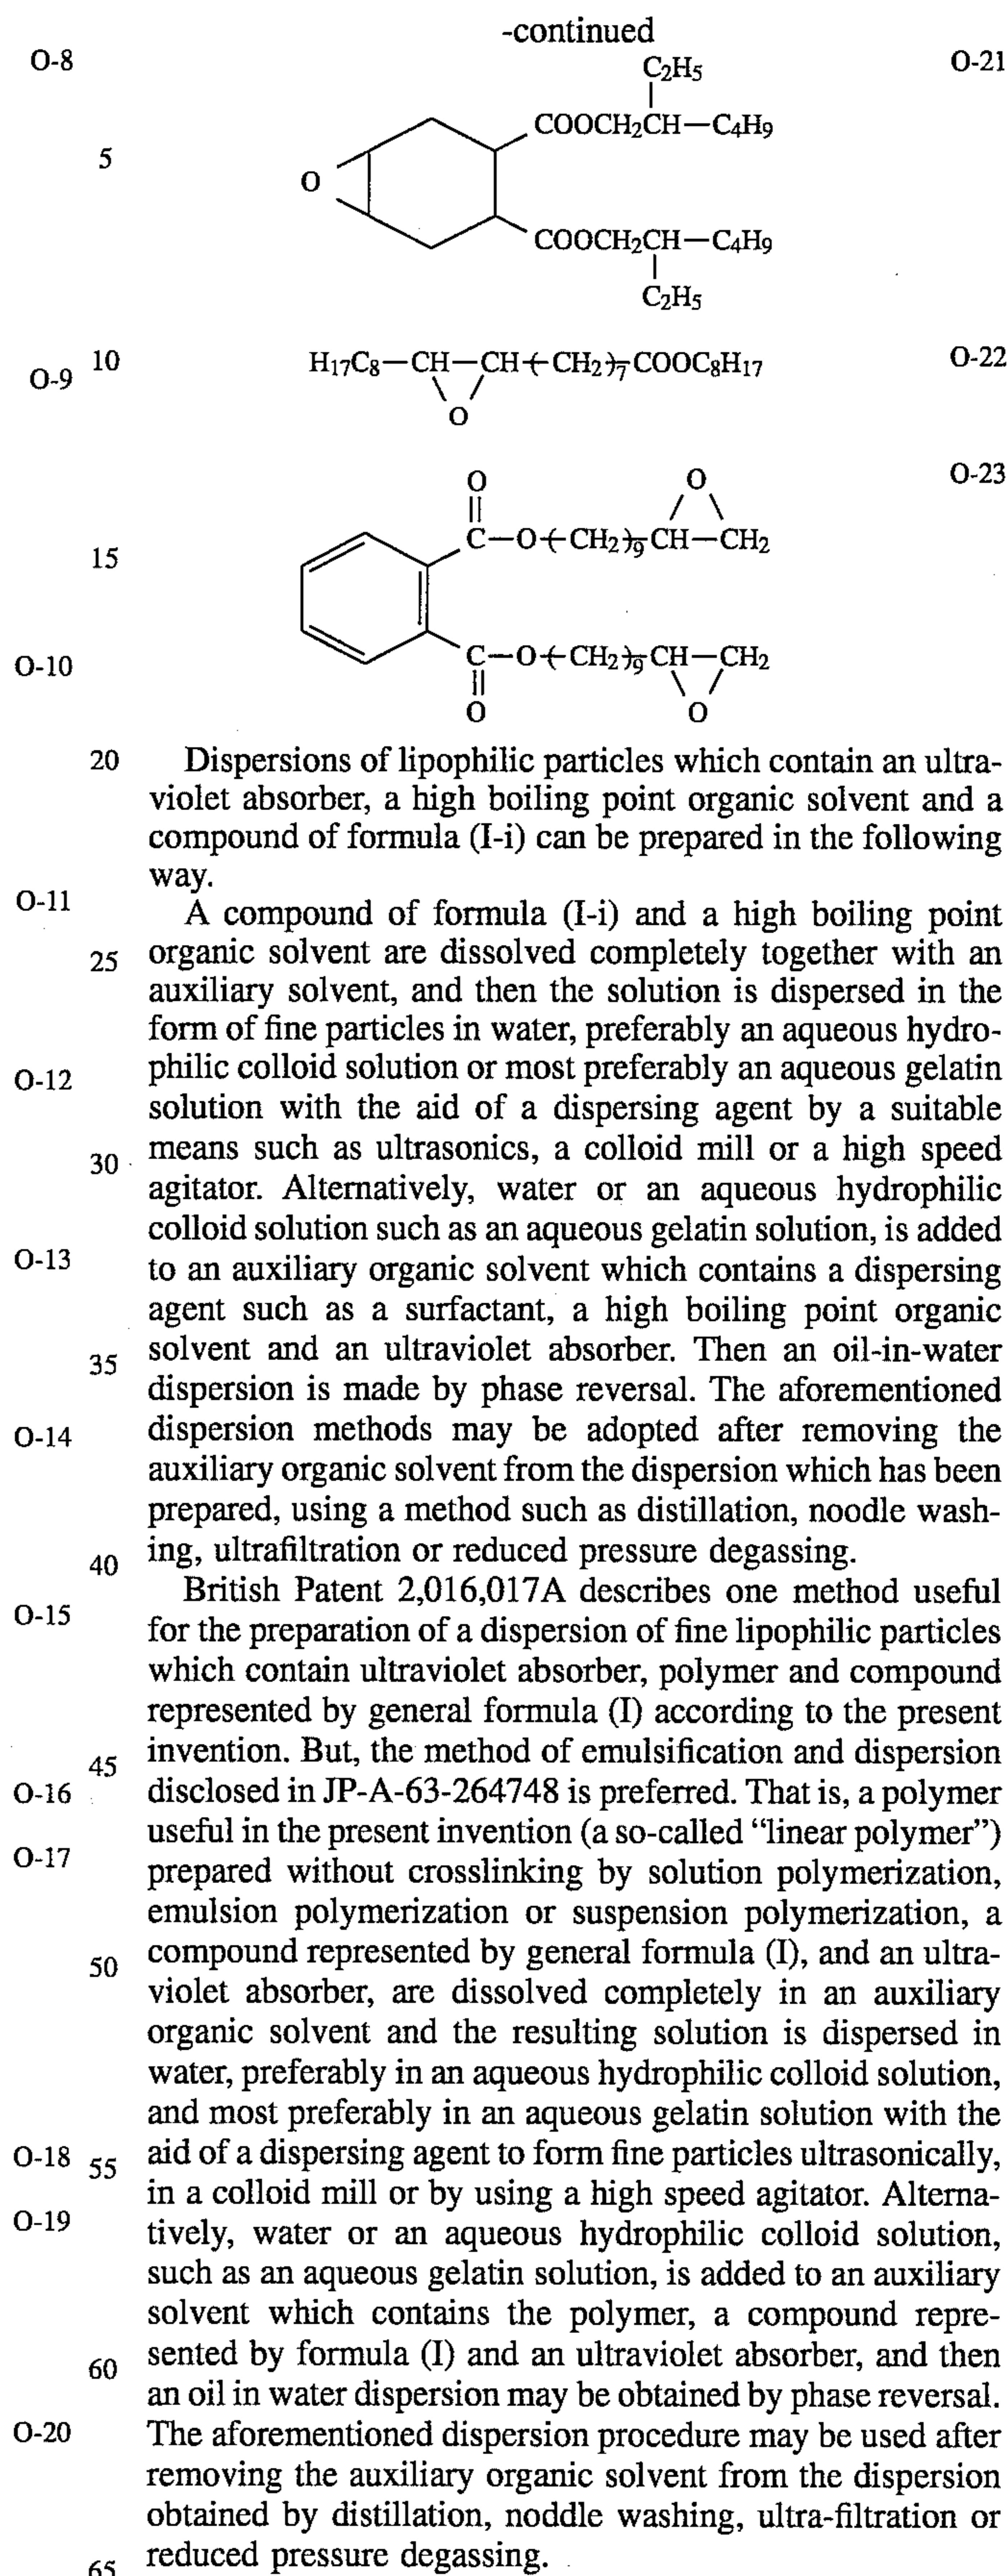 -continued
O-8
O-21
C2H5
COOCH2CH—C4H9
5
O
COOCH2CH—C4H9
C2H5
O-9
10
H17C8—CH—CH-(CH2)7-COOC8H17
O-22
O
O-23
O
O
C—O-(CH2)9-CH—CH2
15
O-10
C—O-(CH2)9-CH—CH2
O
O
20
Dispersions of lipophilic particles which contain an ultra-
violet absorber, a high boiling point organic solvent and a
compound of formula (I-i) can be prepared in the following
way.
O-11
A compound of formula (I-i) and a high boiling point
25
organic solvent are dissolved completely together with an
auxiliary solvent, and then the solution is dispersed in the
form of fine particles in water, preferably an aqueous hydro-
O-12
philic colloid solution or most preferably an aqueous gelatin
solution with the aid of a dispersing agent by a suitable
30
means such as ultrasonics, a colloid mill or a high speed
agitator. Alternatively, water or an aqueous hydrophilic
colloid solution such as an aqueous gelatin solution, is added
O-13
to an auxiliary organic solvent which contains a dispersing
agent such as a surfactant, a high boiling point organic
35
solvent and an ultraviolet absorber. Then an oil-in-water
dispersion is made by phase reversal. The aforementioned
O-14
dispersion methods may be adopted after removing the
auxiliary organic solvent from the dispersion which has been
prepared, using a method such as distillation, noodle wash-
40
ing, ultrafiltration or reduced pressure degassing.
British Patent 2,016,017A describes one method useful
O-15
for the preparation of a dispersion of fine lipophilic particles
which contain ultraviolet absorber, polymer and compound
represented by general formula (I) according to the present
45
invention. But, the method of emulsification and dispersion
O-16
disclosed in JP-A-63-264748 is preferred. That is, a polymer
useful in the present invention (a so-called "linear polymer")
O-17
prepared without crosslinking by solution polymerization,
emulsion polymerization or suspension polymerization, a
50
compound represented by general formula (I), and an ultra-
violet absorber, are dissolved completely in an auxiliary
organic solvent and the resulting solution is dispersed in
water, preferably in an aqueous hydrophilic colloid solution,
and most preferably in an aqueous gelatin solution with the
O-18
55
aid of a dispersing agent to form fine particles ultrasonically,
in a colloid mill or by using a high speed agitator. Alterna-
O-19
tively, water or an aqueous hydrophilic colloid solution,
such as an aqueous gelatin solution, is added to an auxiliary
solvent which contains the polymer, a compound repre-
60
sented by formula (I) and an ultraviolet absorber, and then
an oil in water dispersion may be obtained by phase reversal.
O-20
The aforementioned dispersion procedure may be used after
removing the auxiliary organic solvent from the dispersion
obtained by distillation, noddle washing, ultra-filtration or
65
reduced pressure degassing.